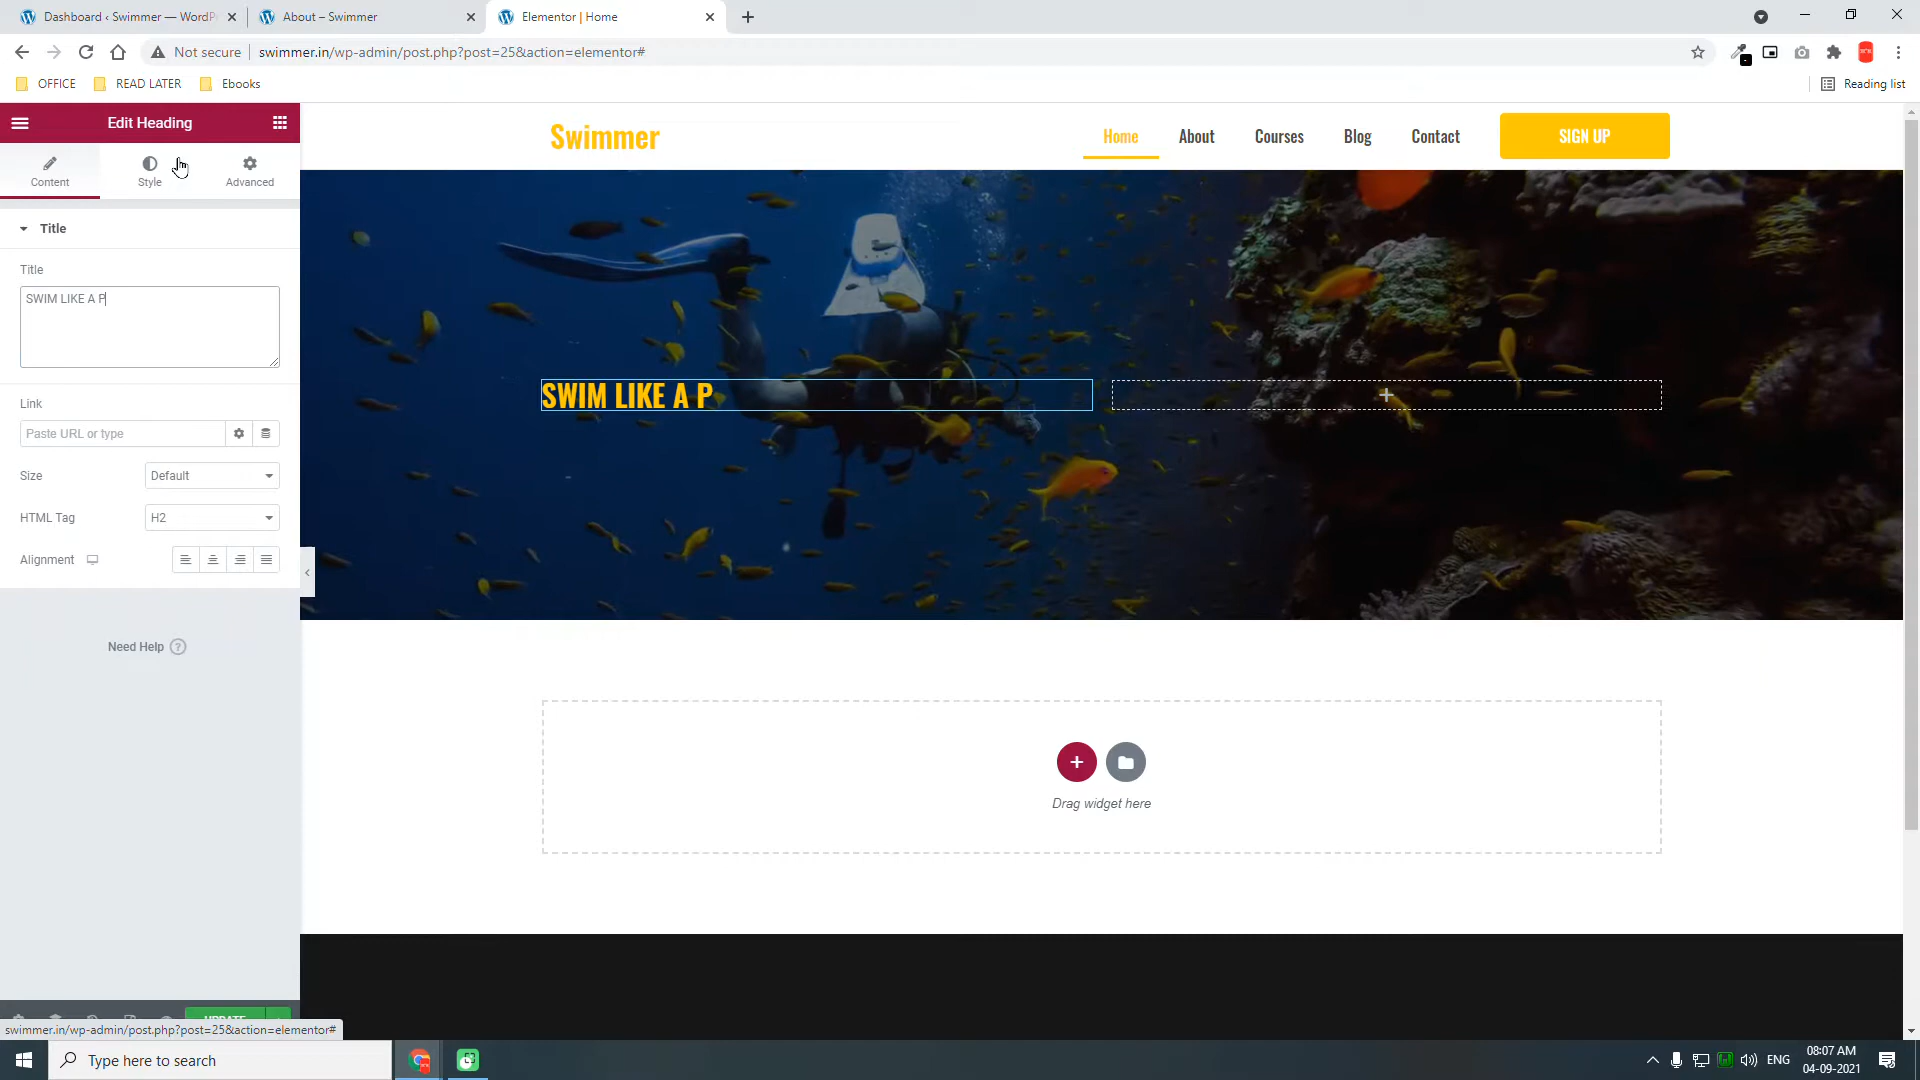 Dashboard ‹ Swimmer — WordP
About – Swimmer
Elementor | Home
Not secure
swimmer.in/wp-admin/post.php?post=25&action=elementor#
OFFICE
READ LATER
Ebooks
Reading list
Edit Heading
Content
Style
Advanced
Title
Title
SWIM LIKE A P
Link
Paste URL or type
Size
Default
HTML Tag
H2
Alignment
Need Help ?
UPDATE
swimmer.in/wp-admin/post.php?post=25&action=elementor#
Swimmer
Home
About
Courses
Blog
Contact
SIGN UP
SWIM LIKE A P
Drag widget here
Type here to search
ENG
08:07 AM
04-09-2021